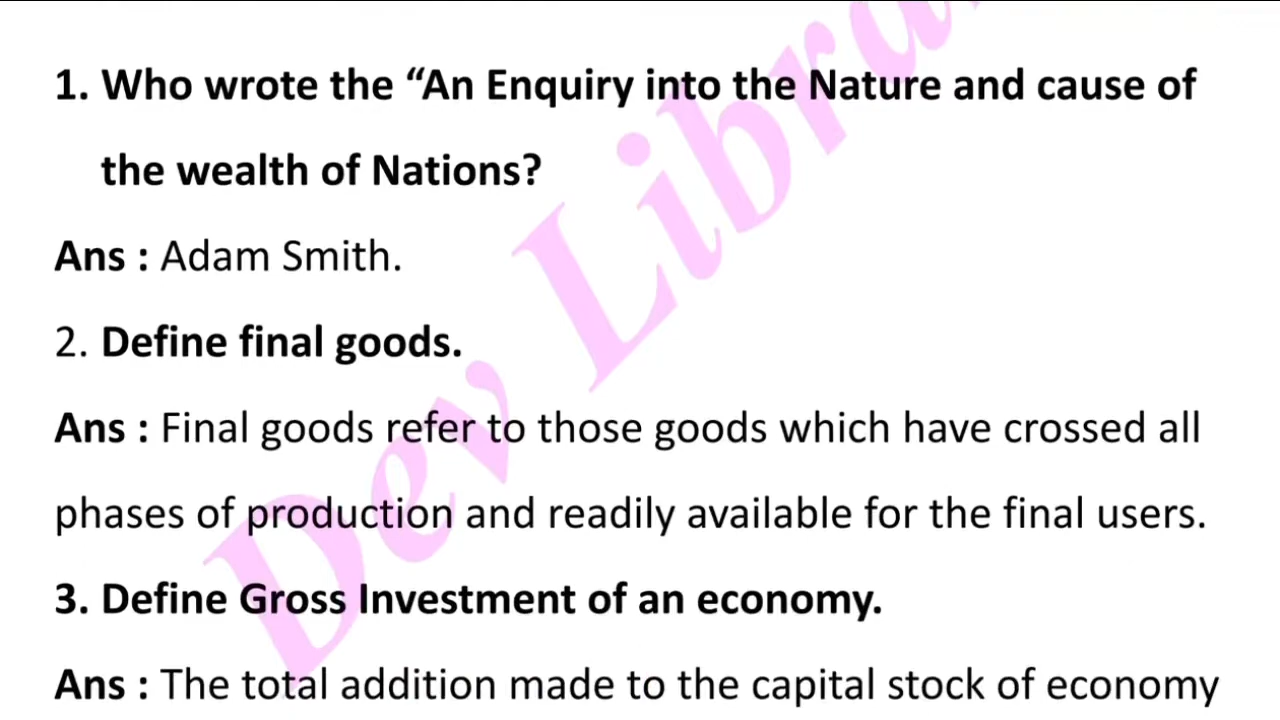 1. Who wrote the “An Enquiry into the Nature and cause of
the wealth of Nations?
Ans : Adam Smith.
2. Define final goods.
Ans : Final goods refer to those goods which have crossed all
phases of production and readily available for the final users.
3. Define Gross Investment of an economy.
Ans : The total addition made to the capital stock of economy
Dev